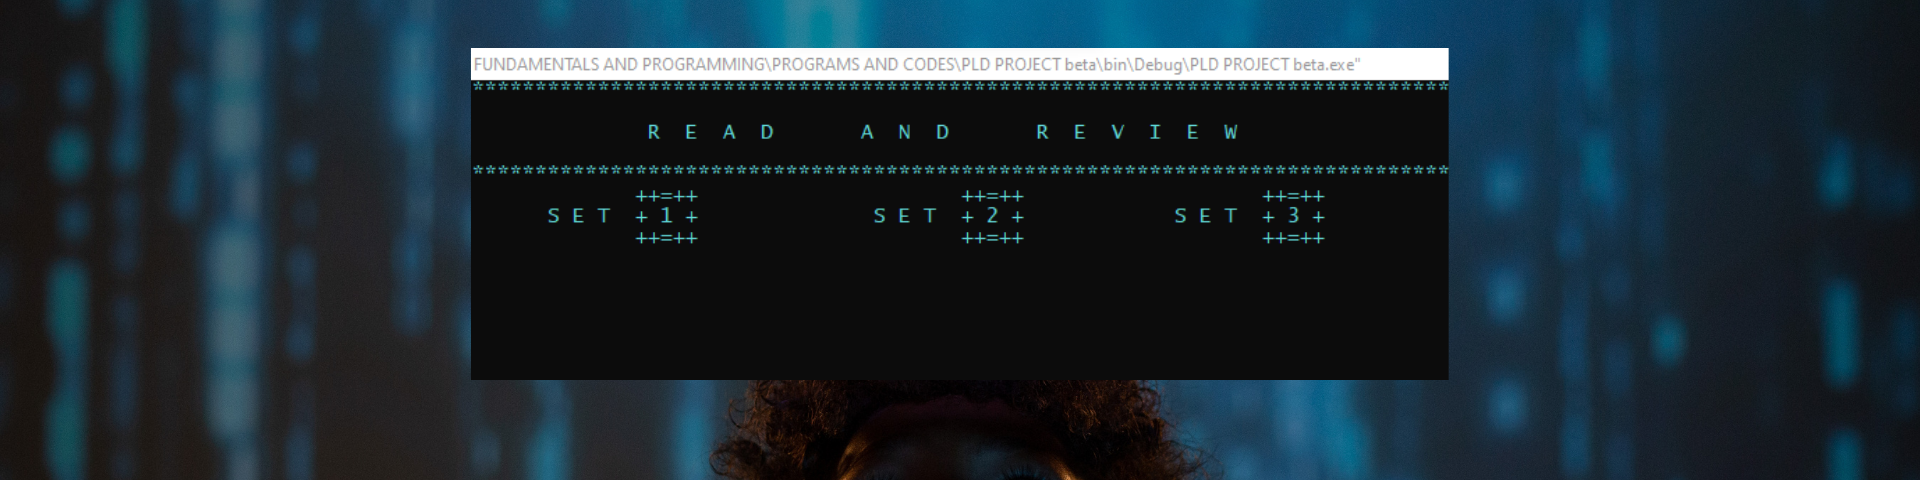 FUNDAMENTALS AND PROGRAMMING\PROGRAMS AND CODES\PLD PROJECT beta\bin\Debug\PLD PROJECT beta.exe"
******************************************************************************
R E A D   A N D   R E V I E W
******************************************************************************
++=++ ++=++ ++=++
S E T + 1 + S E T + 2 + S E T + 3 +
++=++ ++=++ ++=++